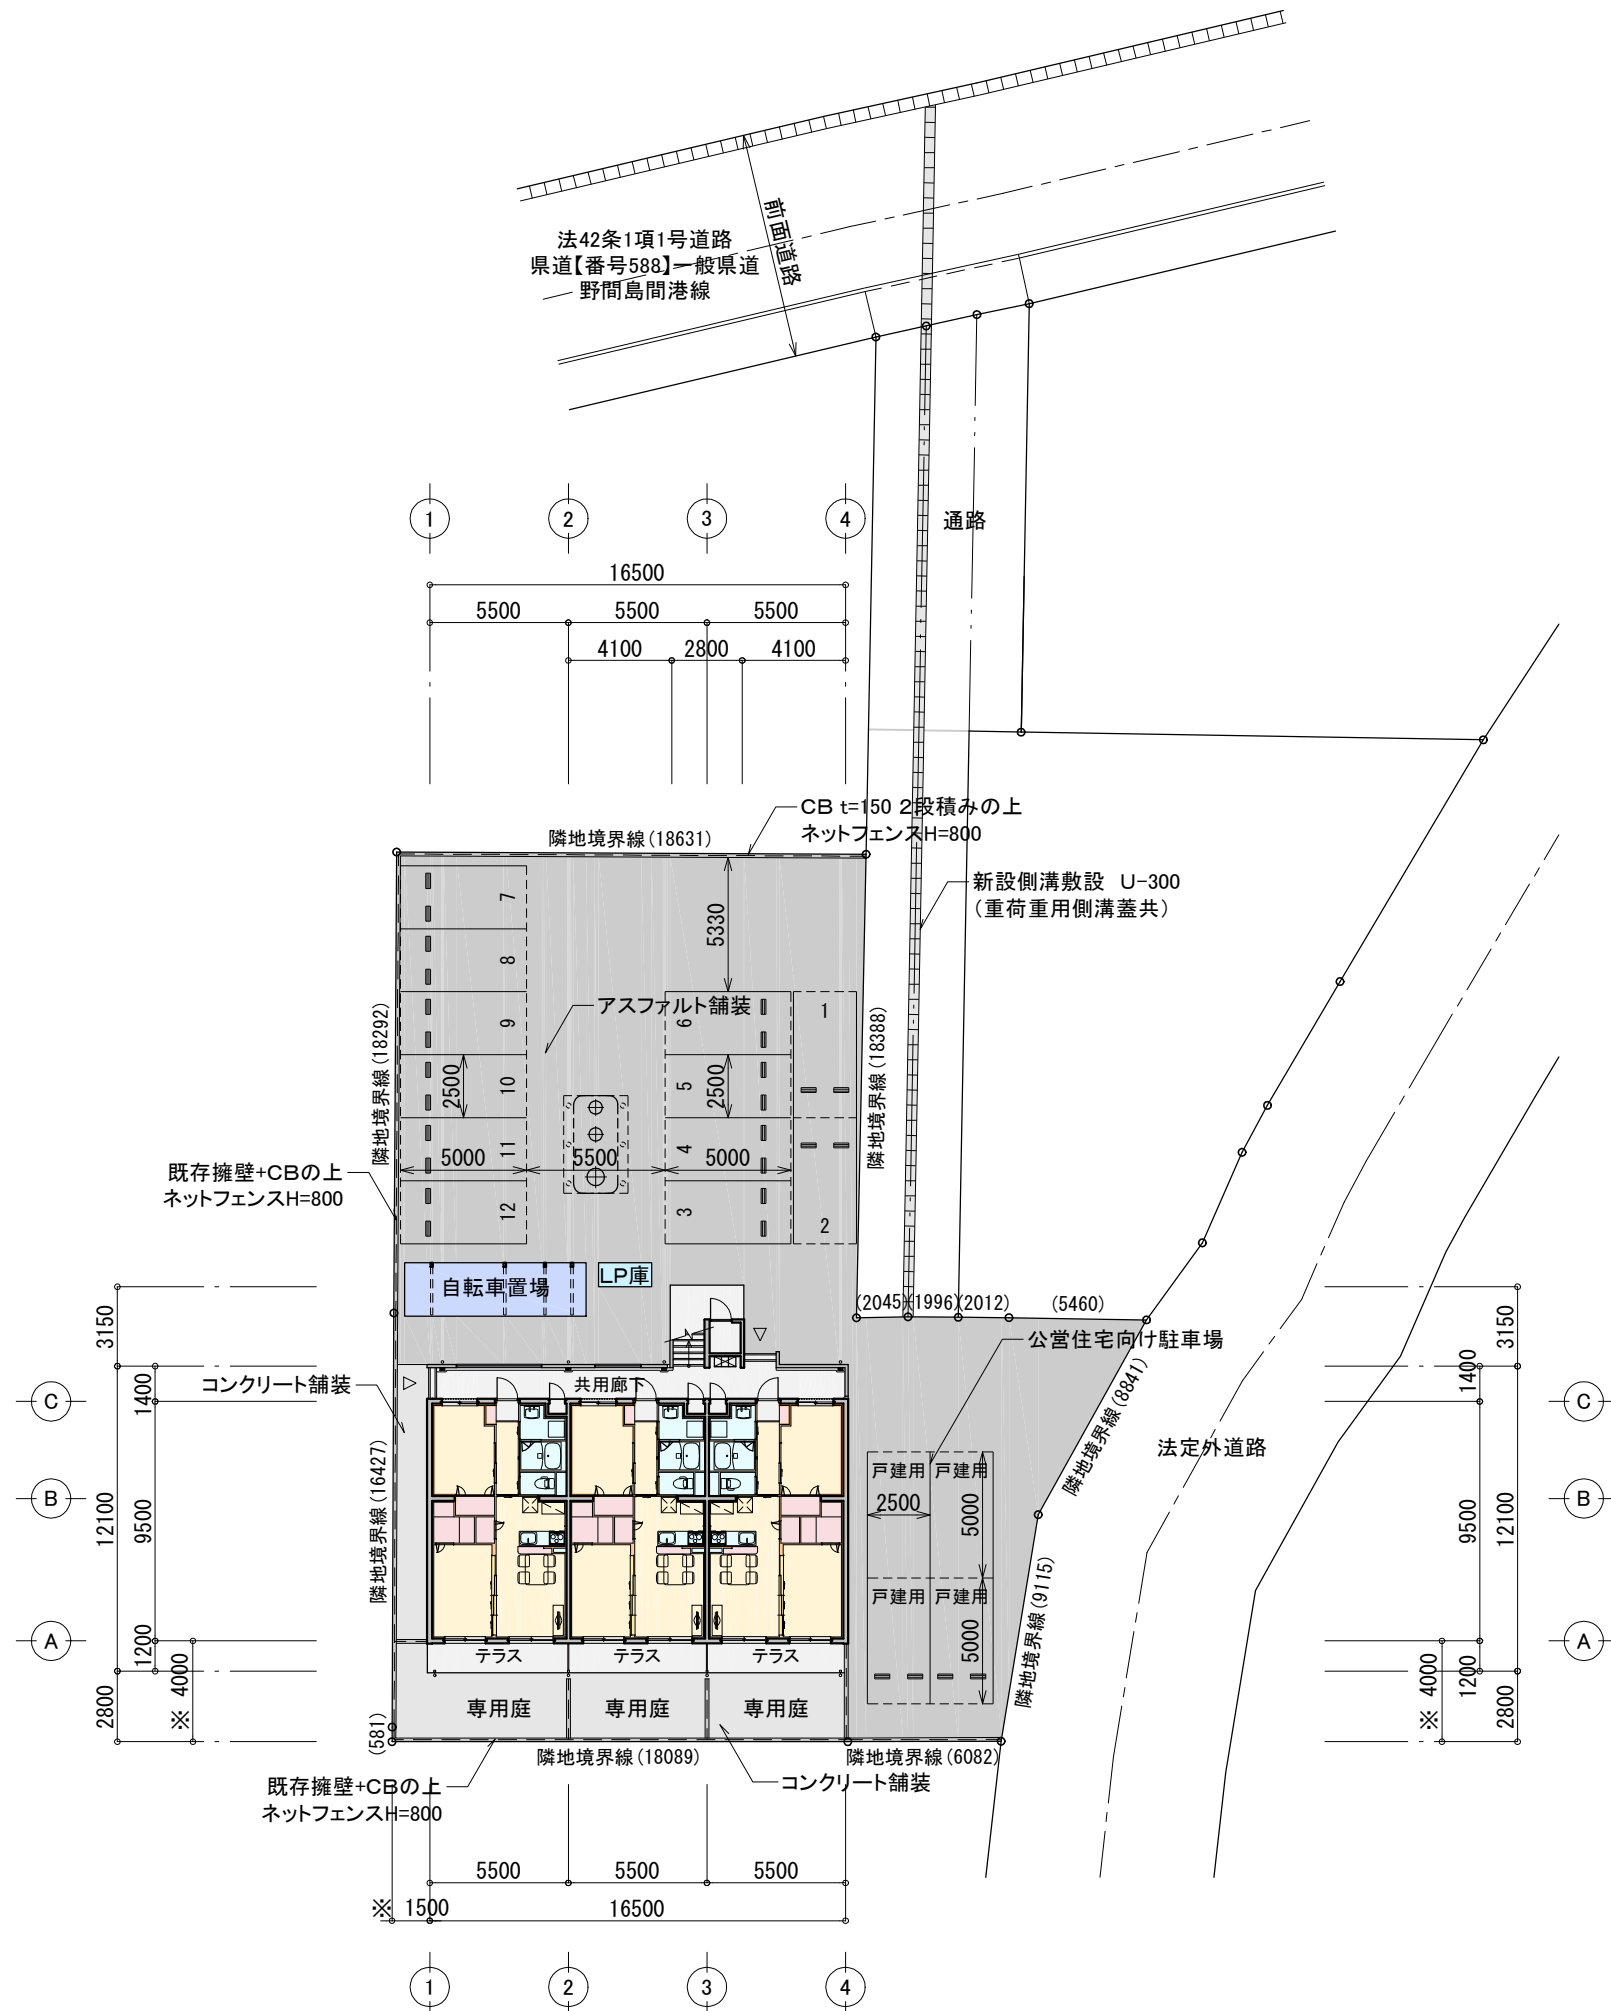 前面道路
法42条1項1号道路
県道【番号588】一般県道
野間島間港線
通路
1
2
3
4
16500
5500
5500
5500
4100
2800
4100
CB t=150 2段積みの上
ネットフェンスH=800
隣地境界線(18631)
新設側溝敷設 U-300
(重荷重用側溝蓋共)
7
8
9
10
11
12
5330
アスファルト舗装
6
5
4
3
1
2
2500
2500
5000
5500
5000
隣地境界線(18292)
隣地境界線(18388)
既存擁壁+CBの上
ネットフェンスH=800
自転車置場
LP庫
(2045)
(1996)
(2012)
(5460)
公営住宅向け駐車場
3150
1400
12100
9500
1200
※ 4000
2800
C
B
A
コンクリート舗装
共用廊下
隣地境界線(16427)
隣地境界線(8841)
法定外道路
戸建用
戸建用
2500
5000
戸建用
戸建用
5000
隣地境界線(9115)
3150
1400
9500
12100
※ 4000
1200
2800
C
B
A
テラス
テラス
テラス
専用庭
専用庭
専用庭
(581)
隣地境界線(18089)
隣地境界線(6082)
既存擁壁+CBの上
ネットフェンスH=800
コンクリート舗装
5500
5500
5500
※ 1500
16500
1
2
3
4